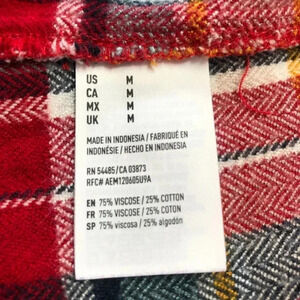 US M
CA M
MX M
UK M
MADE IN INDONESIA / FABRIQUÉ EN
INDONÉSIE / HECHO EN INDONESIA
RN 54485/CA 03873
RFC# AEM120605U9A
EN 75% VISCOSE / 25% COTTON
FR 75% VISCOSE / 25% COTON
SP 75% viscosa / 25% algodón